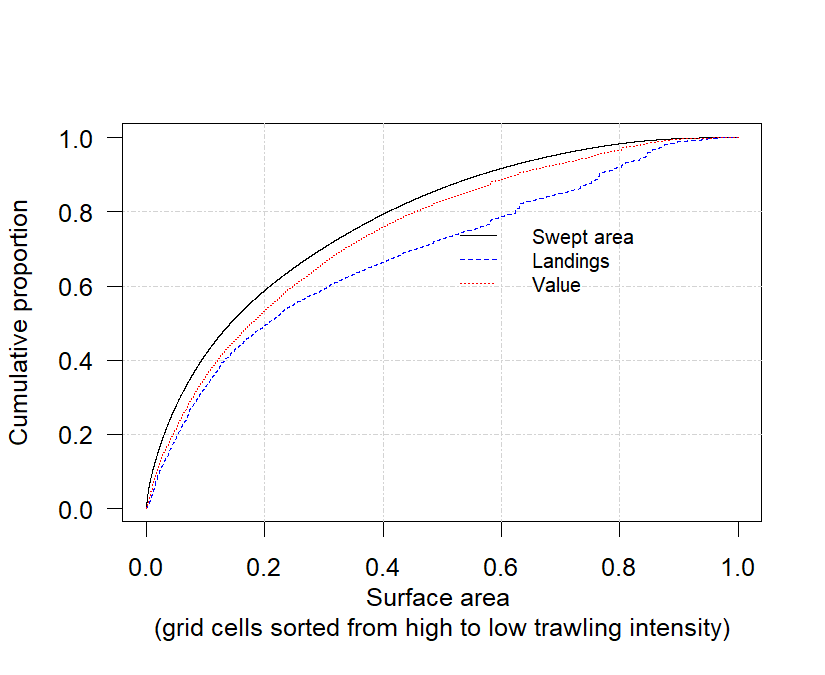 Cumulative proportion
1.0
0.8
0.6
0.4
0.2
0.0
Swept area
Landings
Value
0.0 0.2 0.4 0.6 0.8 1.0
Surface area
(grid cells sorted from high to low trawling intensity)